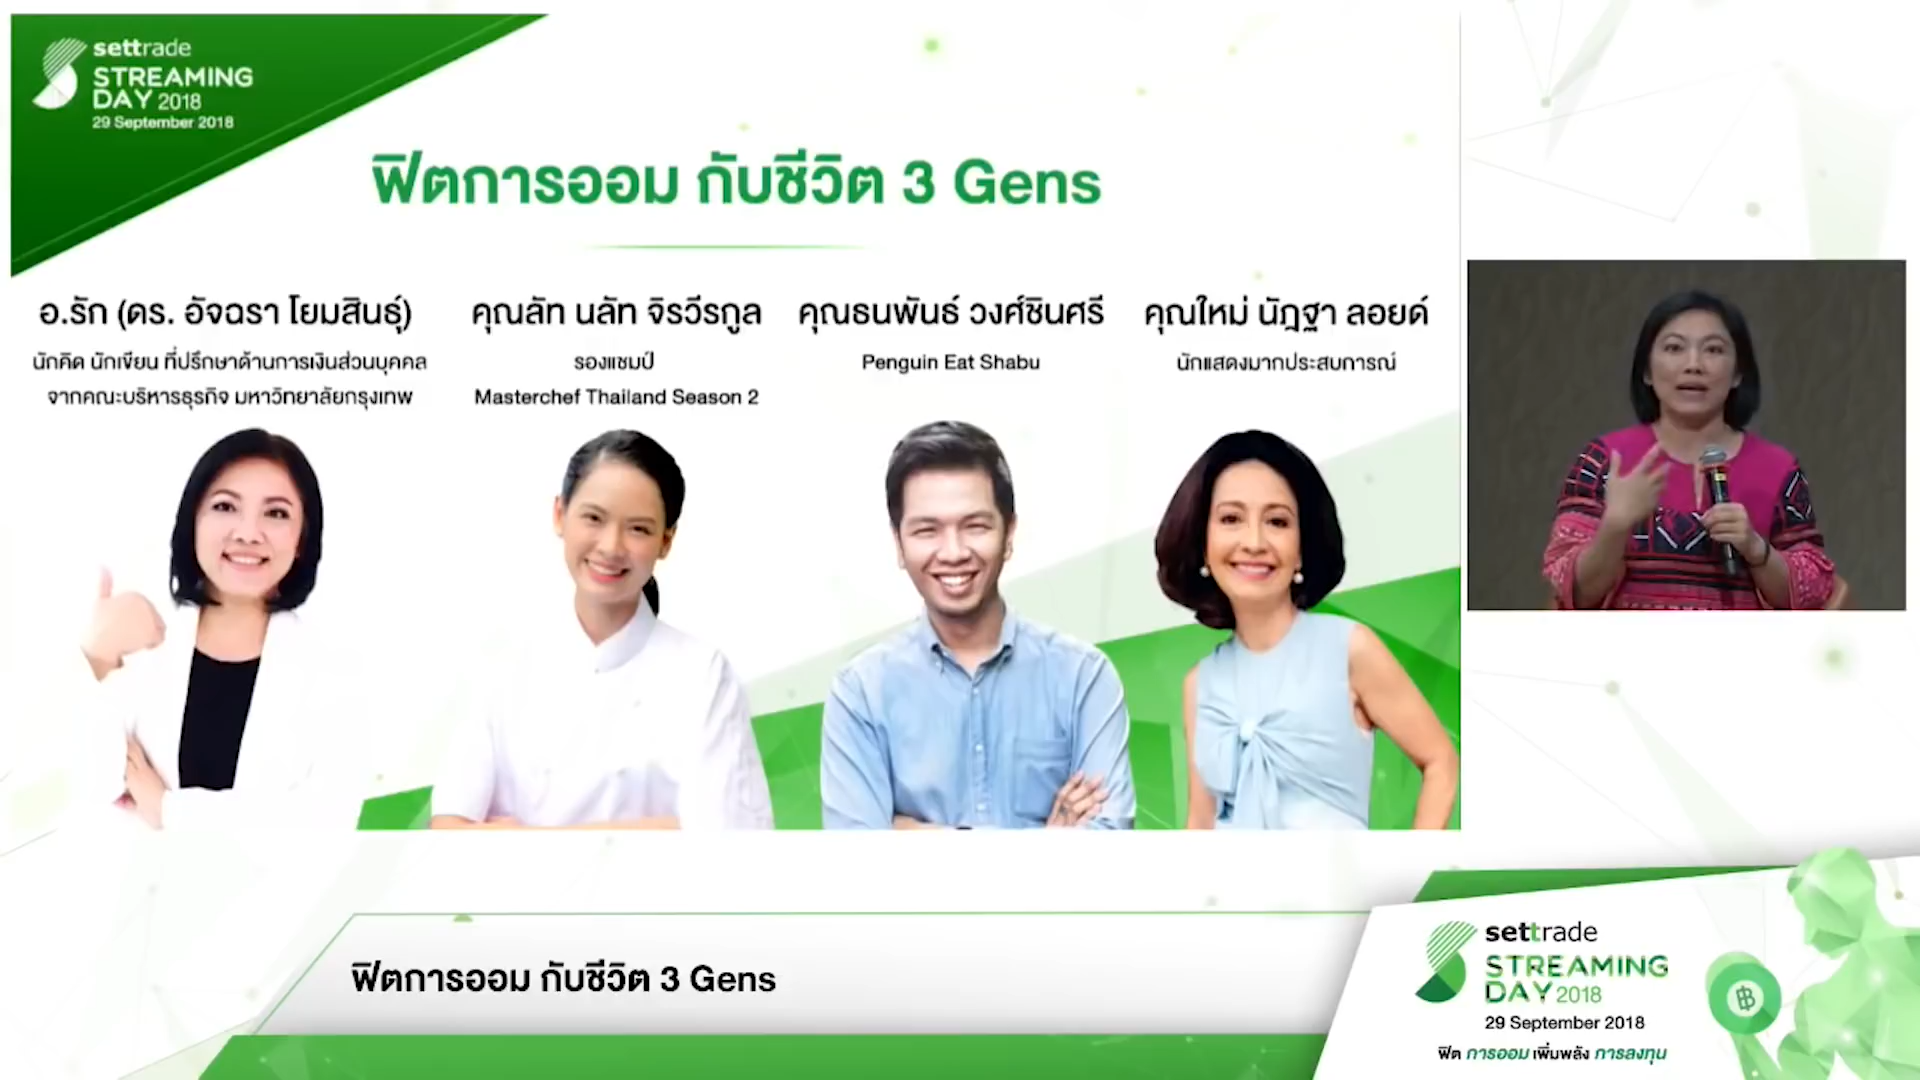 settrade
STREAMING
DAY 2018
29 September 2018
ฟิตการออม กับชีวิต 3 Gens
อ.รัก (ดร. อัจฉรา โยมสินธุ์)
นักคิด นักเขียน ที่ปรึกษาด้านการเงินส่วนบุคคล
จากคณะบริหารธุรกิจ มหาวิทยาลัยกรุงเทพ
คุณลัท นลัท จิรวีรกูล
รองแชมป์
Masterchef Thailand Season 2
คุณธนพันธ์ วงศ์ชินศรี
Penguin Eat Shabu
คุณใหม่ นัฏฐา ลอยด์
นักแสดงมากประสบการณ์
ฟิตการออม กับชีวิต 3 Gens
settrade
STREAMING
DAY 2018
29 September 2018
ฟิต การออม เพิ่มพลัง การลงทุน